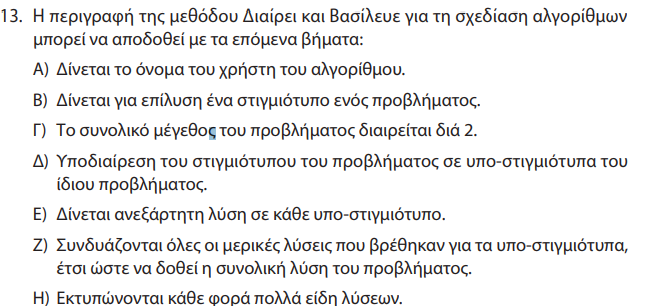 13. Η περιγραφή της μεθόδου Διαίρει και Βασίλευε για τη σχεδίαση αλγορίθμων
μπορεί να αποδοθεί με τα επόμενα βήματα:
Α) Δίνεται το όνομα του χρήστη του αλγορίθμου.
Β) Δίνεται για επίλυση ένα στιγμιότυπο ενός προβλήματος.
Γ) Το συνολικό μέγεθος του προβλήματος διαιρείται διά 2.
Δ) Υποδιαίρεση του στιγμιότυπου του προβλήματος σε υπο-στιγμιότυπα του
ίδιου προβλήματος.
Ε) Δίνεται ανεξάρτητη λύση σε κάθε υπο-στιγμιότυπο.
Ζ) Συνδυάζονται όλες οι μερικές λύσεις που βρέθηκαν για τα υπο-στιγμιότυπα,
έτσι ώστε να δοθεί η συνολική λύση του προβλήματος.
Η) Εκτυπώνονται κάθε φορά πολλά είδη λύσεων.